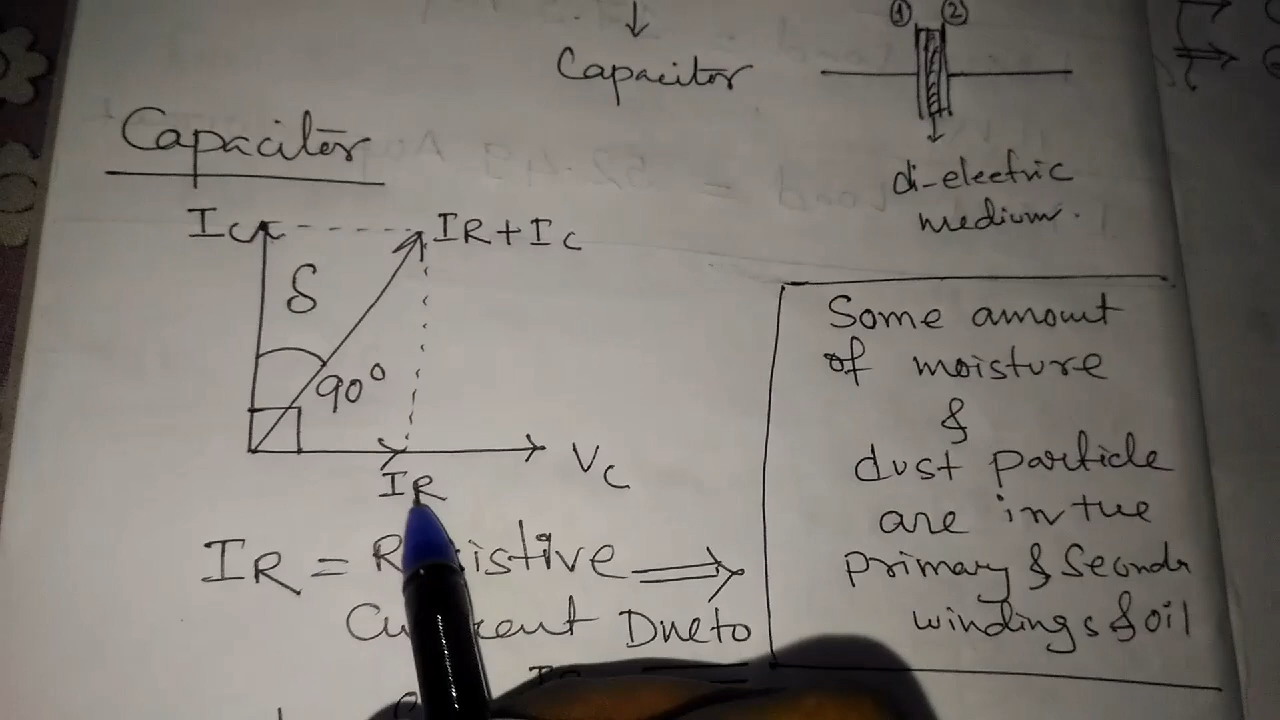 ① ②
Capacitor
di-electric
medium.
Capacitor
IC
IR+IC
δ
90°
VC
IR
IR = Resistive
Current Due to
Some amount
of moisture
&
dust particle
are in the
primary &
windings & oil